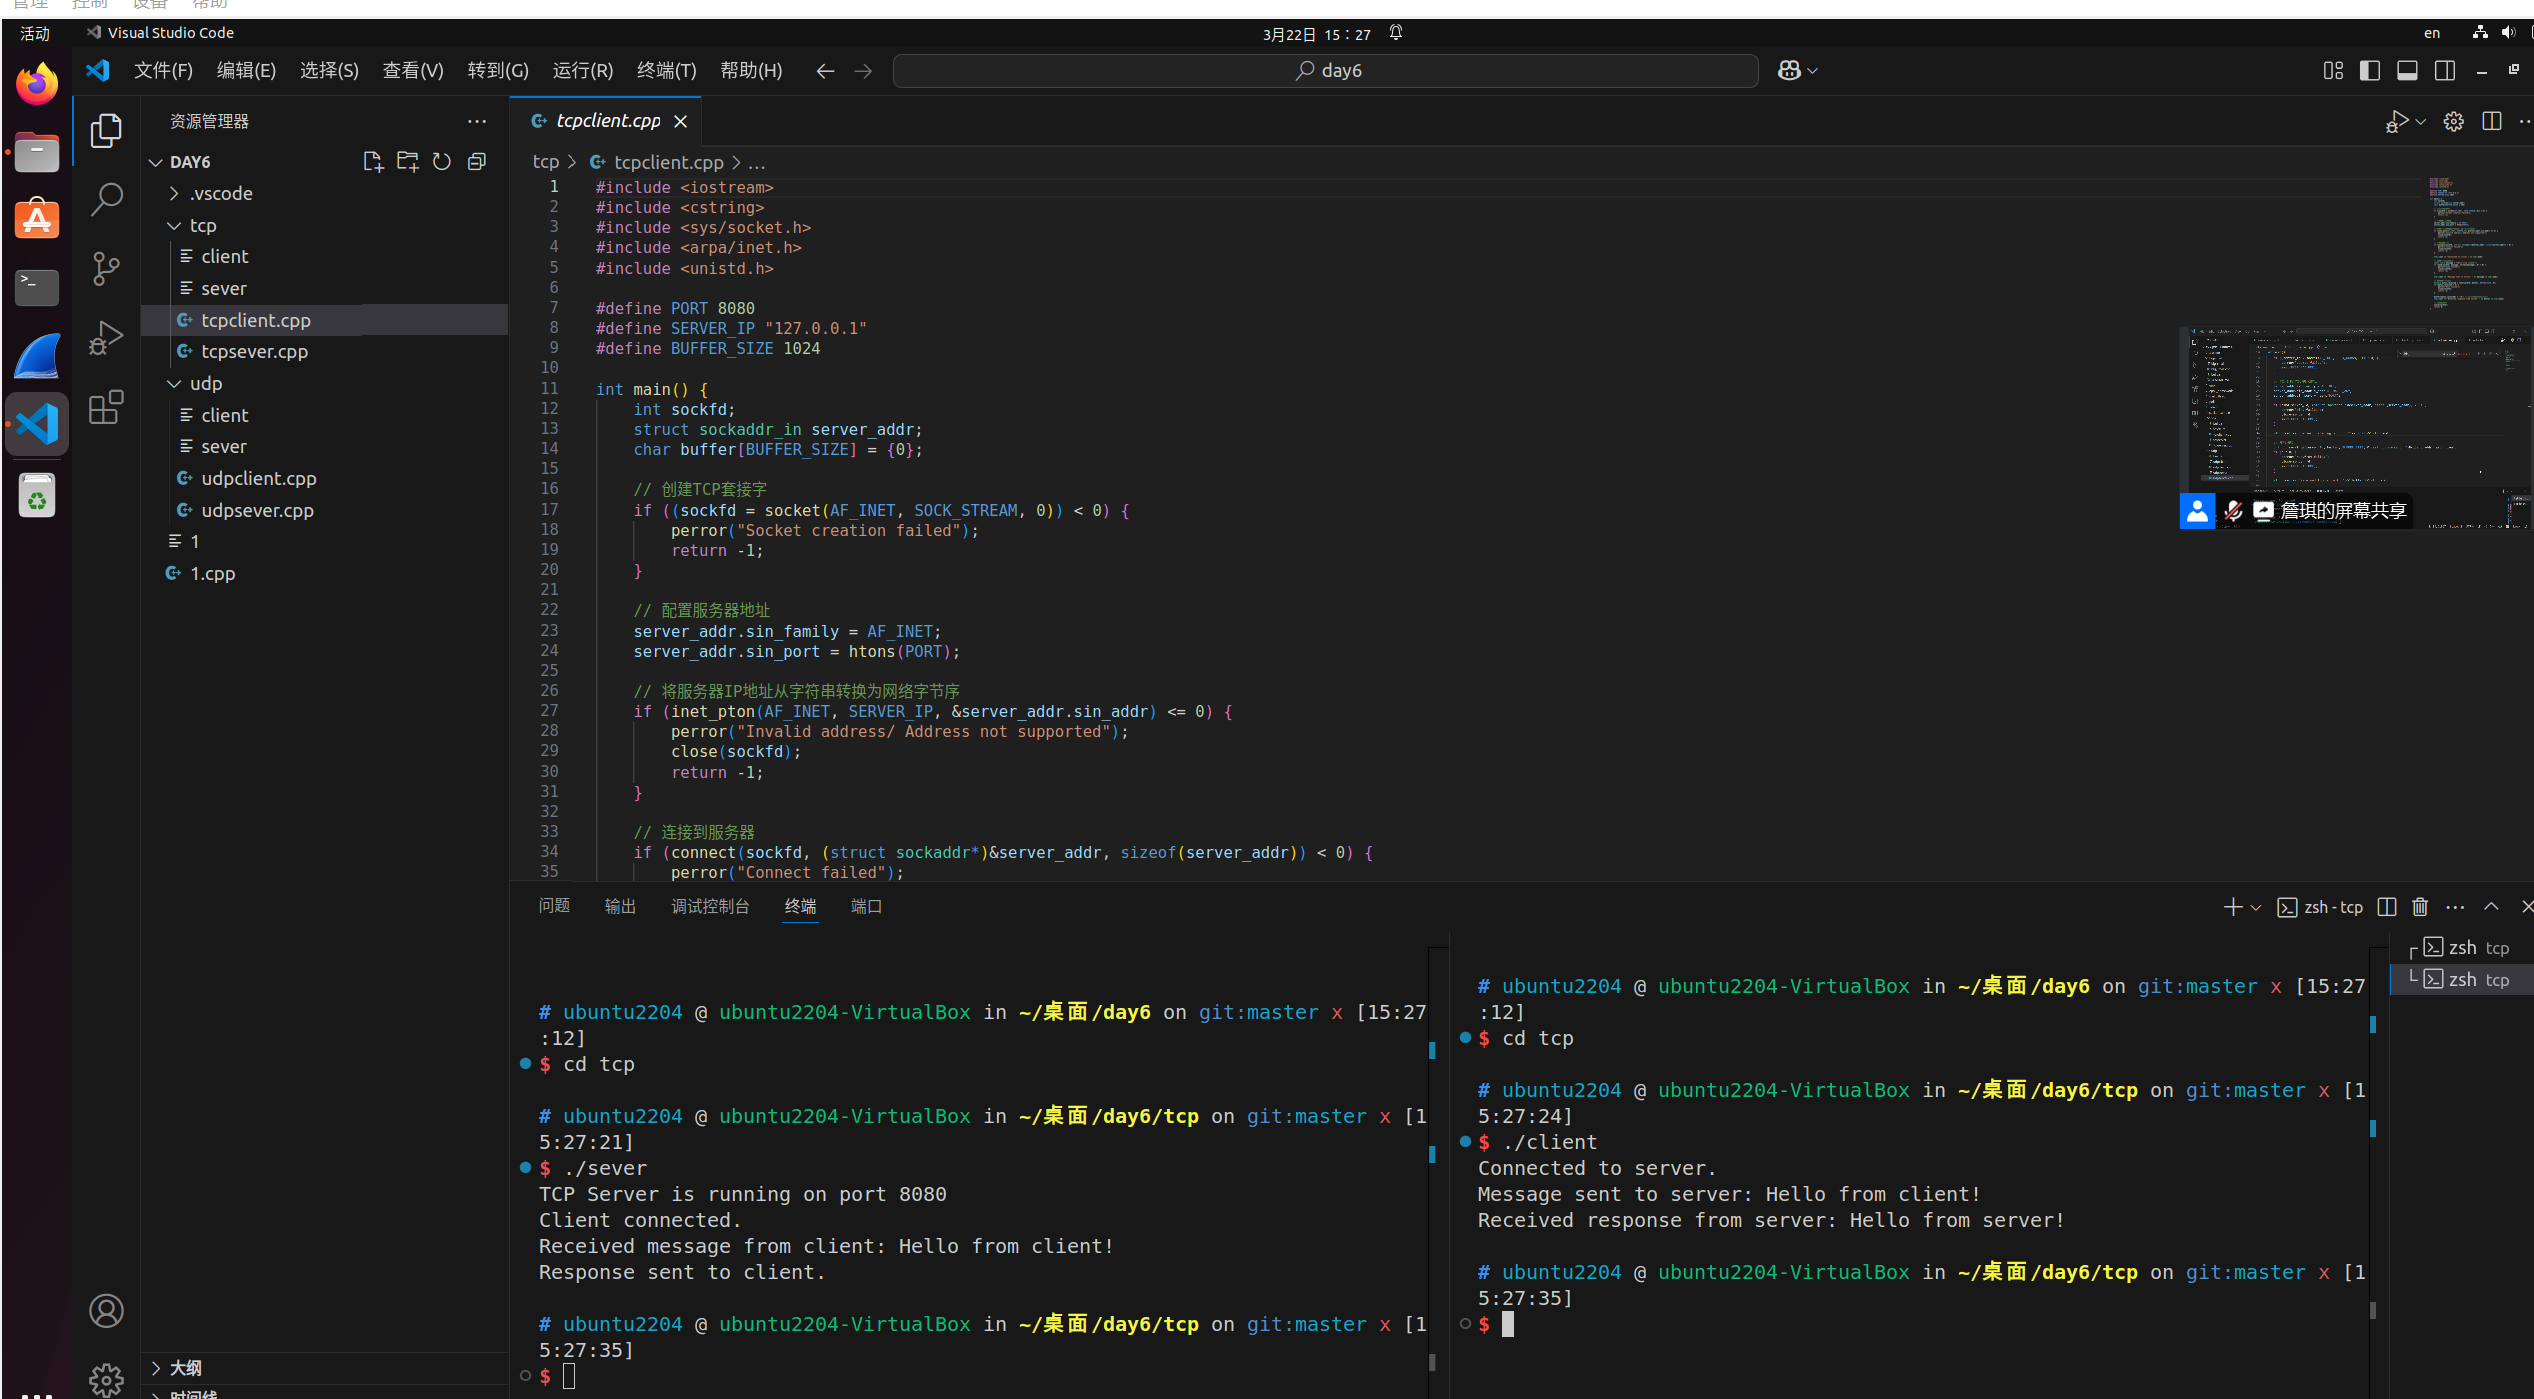 管理 控制 设备 帮助
活动 Visual Studio Code 3月22日 15：27 en
文件(F) 编辑(E) 选择(S) 查看(V) 转到(G) 运行(R) 终端(T) 帮助(H) day6
资源管理器
DAY6
.vscode
tcp
client
sever
tcpclient.cpp
tcpsever.cpp
udp
client
sever
udpclient.cpp
udpsever.cpp
1
1.cpp
大纲
时间线
tcpclient.cpp
tcp > tcpclient.cpp > ...
1 #include <iostream>
2 #include <cstring>
3 #include <sys/socket.h>
4 #include <arpa/inet.h>
5 #include <unistd.h>
6
7 #define PORT 8080
8 #define SERVER_IP "127.0.0.1"
9 #define BUFFER_SIZE 1024
10
11 int main() {
12     int sockfd;
13     struct sockaddr_in server_addr;
14     char buffer[BUFFER_SIZE] = {0};
15
16     // 创建TCP套接字
17     if ((sockfd = socket(AF_INET, SOCK_STREAM, 0)) < 0) {
18         perror("Socket creation failed");
19         return -1;
20     }
21
22     // 配置服务器地址
23     server_addr.sin_family = AF_INET;
24     server_addr.sin_port = htons(PORT);
25
26     // 将服务器IP地址从字符串转换为网络字节序
27     if (inet_pton(AF_INET, SERVER_IP, &server_addr.sin_addr) <= 0) {
28         perror("Invalid address/ Address not supported");
29         close(sockfd);
30         return -1;
31     }
32
33     // 连接到服务器
34     if (connect(sockfd, (struct sockaddr*)&server_addr, sizeof(server_addr)) < 0) {
35         perror("Connect failed");
詹琪的屏幕共享
问题 输出 调试控制台 终端 端口
zsh - tcp
# ubuntu2204 @ ubuntu2204-VirtualBox in ~/桌面/day6 on git:master x [15:27
:12]
$ cd tcp
# ubuntu2204 @ ubuntu2204-VirtualBox in ~/桌面/day6/tcp on git:master x [1
5:27:21]
$ ./sever
TCP Server is running on port 8080
Client connected.
Received message from client: Hello from client!
Response sent to client.
# ubuntu2204 @ ubuntu2204-VirtualBox in ~/桌面/day6/tcp on git:master x [1
5:27:35]
$
# ubuntu2204 @ ubuntu2204-VirtualBox in ~/桌面/day6 on git:master x [15:27
:12]
$ cd tcp
# ubuntu2204 @ ubuntu2204-VirtualBox in ~/桌面/day6/tcp on git:master x [1
5:27:24]
$ ./client
Connected to server.
Message sent to server: Hello from client!
Received response from server: Hello from server!
# ubuntu2204 @ ubuntu2204-VirtualBox in ~/桌面/day6/tcp on git:master x [1
5:27:35]
$
zsh tcp
zsh tcp